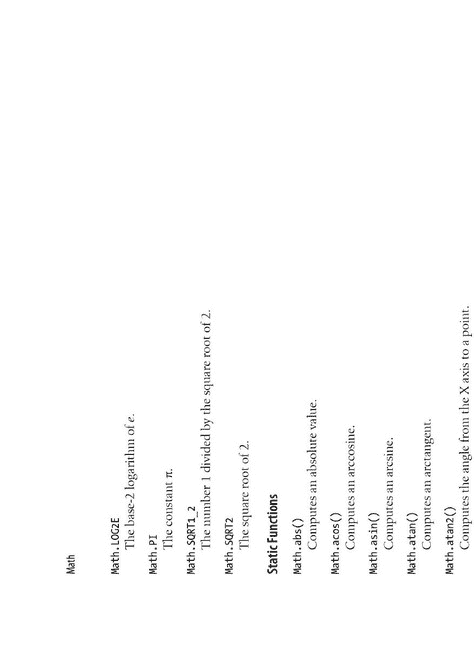 Math
Math.LOG2E
The base-2 logarithm of e.
Math.PI
The constant π.
Math.SQRT1_2
The number 1 divided by the square root of 2.
Math.SQRT2
The square root of 2.
Static Functions
Math.abs()
Computes an absolute value.
Math.acos()
Computes an arccosine.
Math.asin()
Computes an arcsine.
Math.atan()
Computes an arctangent.
Math.atan2()
Computes the angle from the X axis to a point.